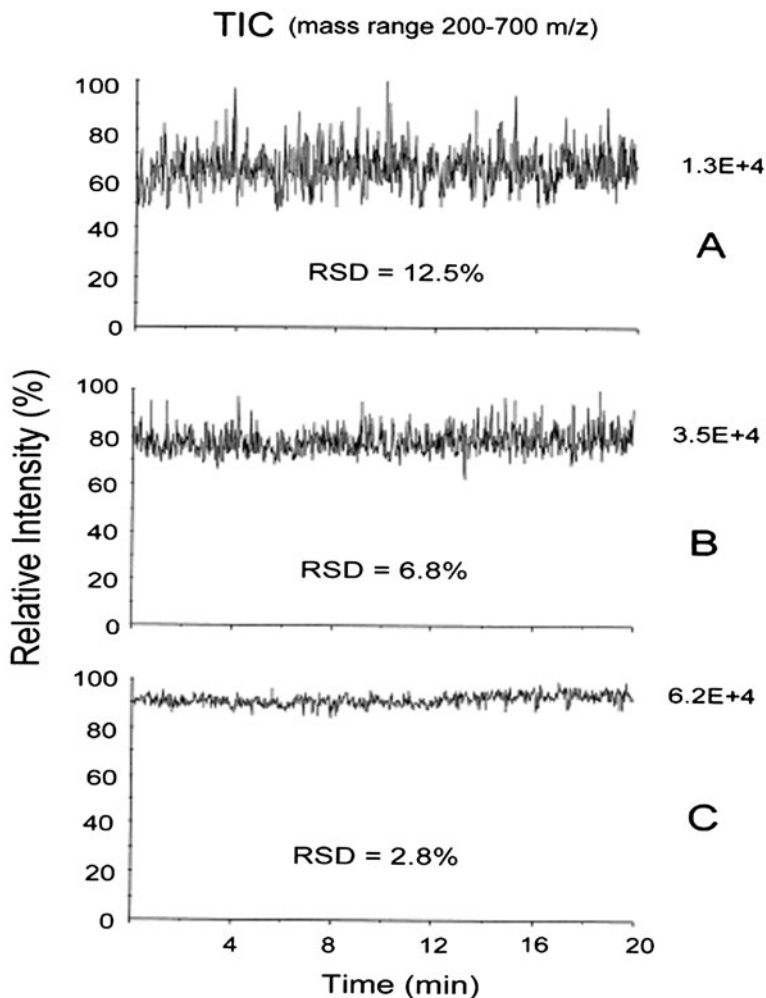 TIC (mass range 200-700 m/z)
100
80
60
40
20
0
1.3E+4
A
RSD = 12.5%
Relative Intensity (%)
100
80
60
40
20
0
3.5E+4
B
RSD = 6.8%
100
80
60
40
20
0
6.2E+4
C
RSD = 2.8%
4 8 12 16 20
Time (min)